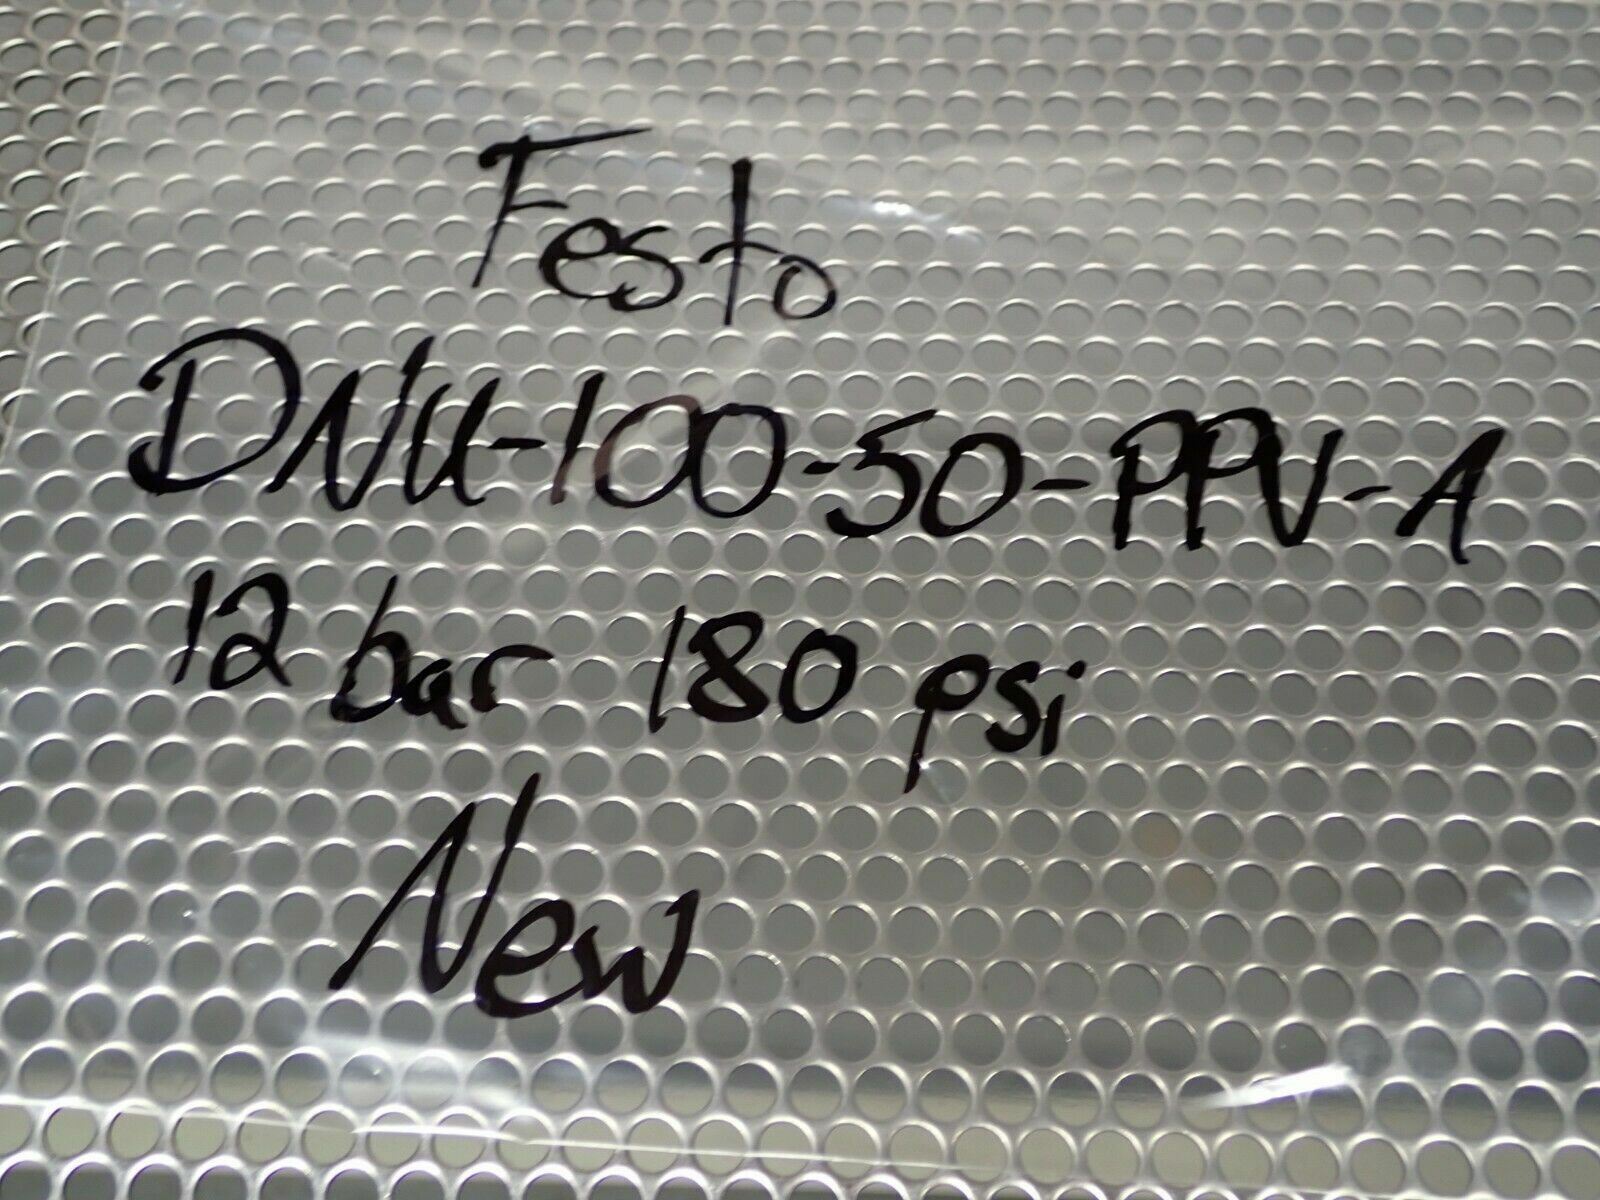 Festo
DNU-100-50-PPV-A
12 bar 180 psi
New